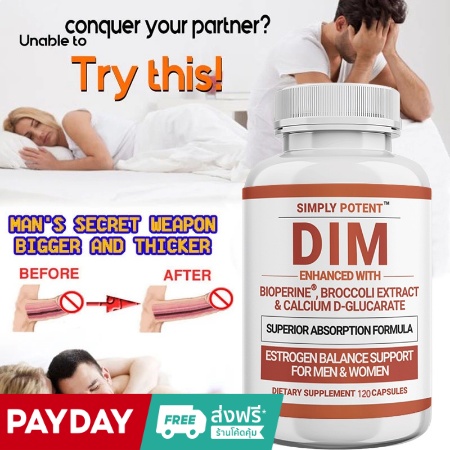 conquer your partner?
Unable to
Try this!
MAN'S SECRET WEAPON
BIGGER AND THICKER
BEFORE
AFTER
SIMPLY POTENT™
DIM
ENHANCED WITH
BIOPERINE®, BROCCOLI EXTRACT
& CALCIUM D-GLUCARATE
SUPERIOR ABSORPTION FORMULA
ESTROGEN BALANCE SUPPORT
FOR MEN & WOMEN
DIETARY SUPPLEMENT 120 CAPSULES
PAYDAY
FREE
ส่งฟรี*
ร้านโค้ดคุ้ม